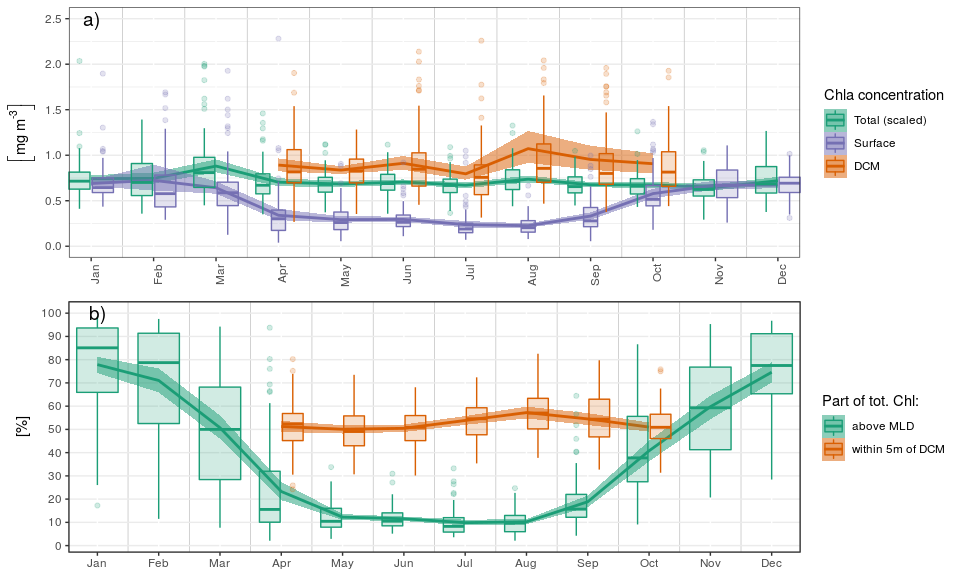 a)
2.5
2.0
1.5
1.0
0.5
0.0
[mg m-3]
Jan Feb Mar Apr May Jun Jul Aug Sep Oct Nov Dec
Chla concentration
Total (scaled)
Surface
DCM
b)
100
90
80
70
60
50
40
30
20
10
0
[%]
Jan Feb Mar Apr May Jun Jul Aug Sep Oct Nov Dec
Part of tot. Chl:
above MLD
within 5m of DCM